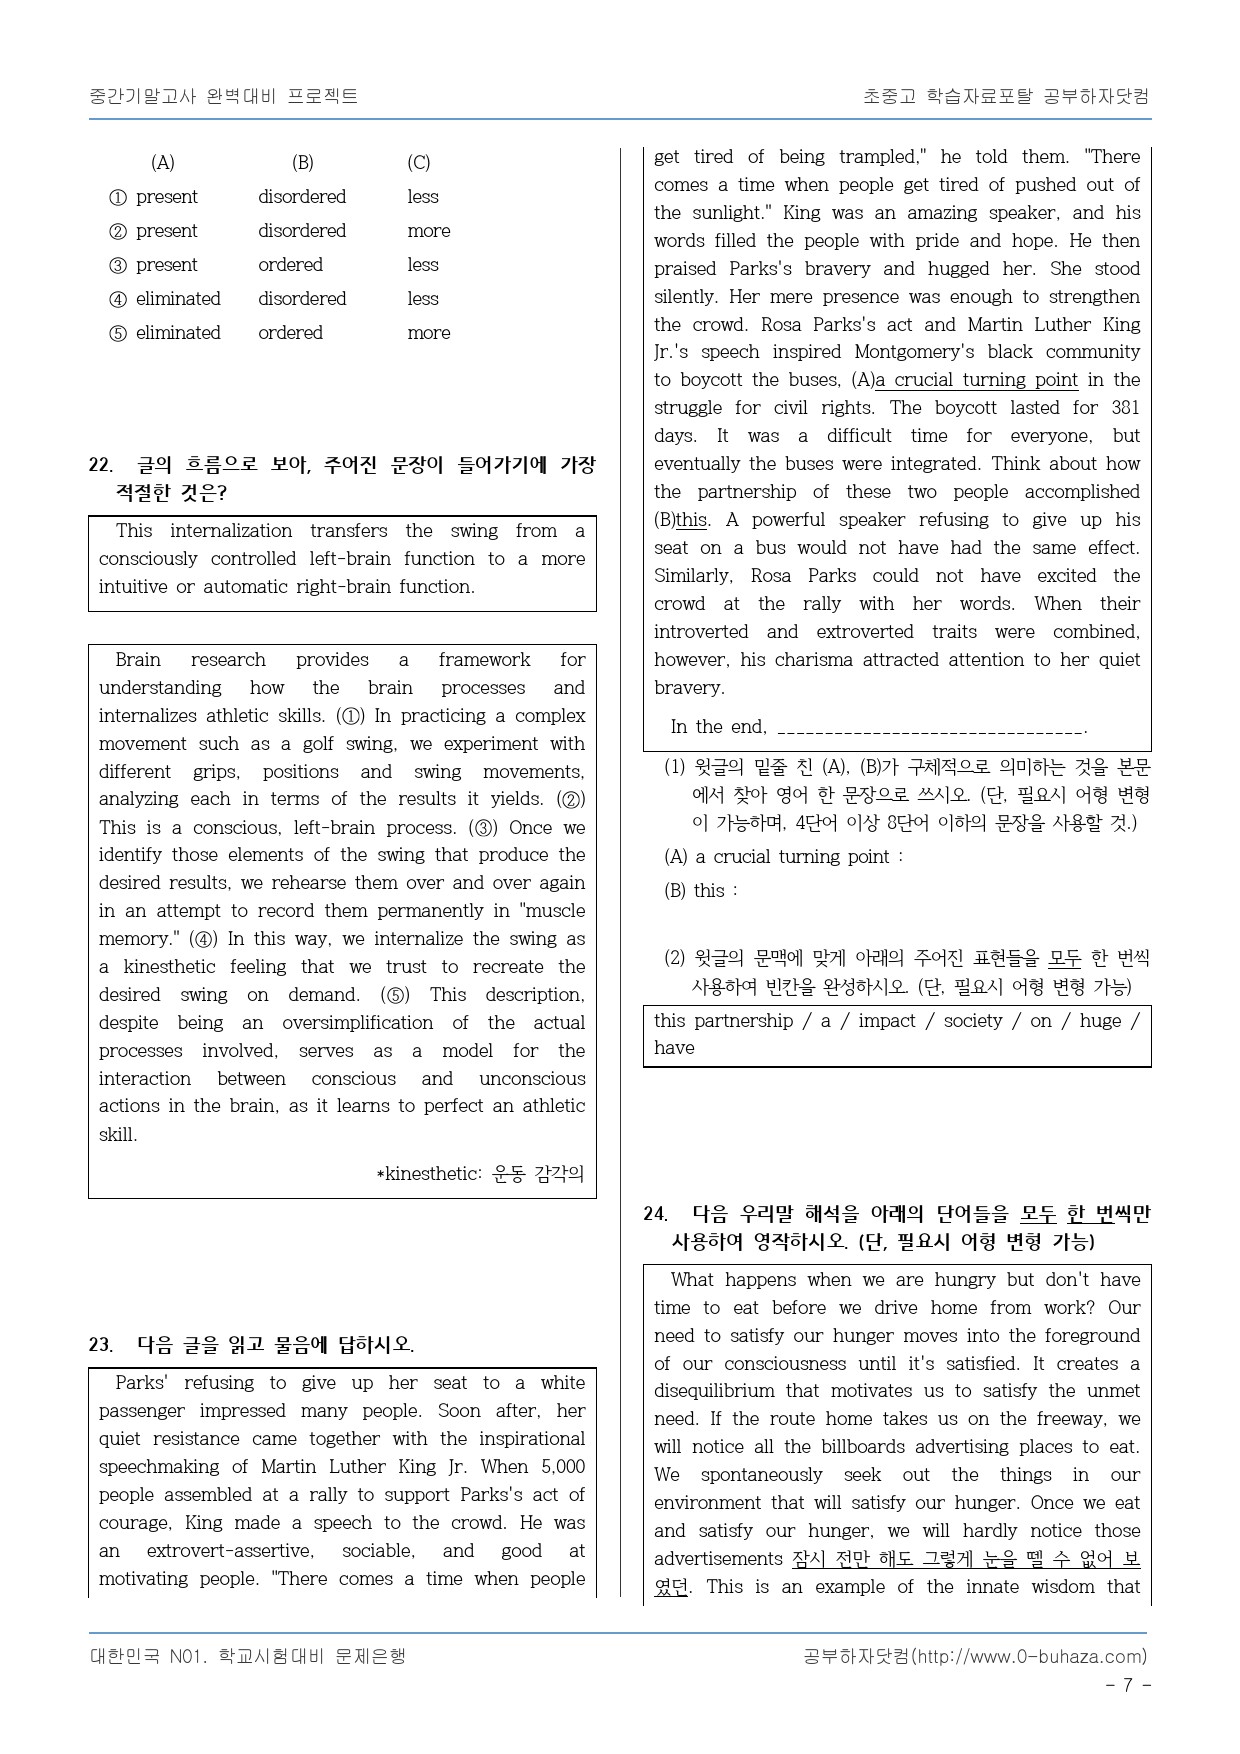 중간기말고사 완벽대비 프로젝트
초중고 학습자료포탈 공부하자닷컴
(A) (B) (C)
① present disordered less
② present disordered more
③ present ordered less
④ eliminated disordered less
⑤ eliminated ordered more
22. 글의 흐름으로 보아, 주어진 문장이 들어가기에 가장
적절한 것은?
This internalization transfers the swing from a
consciously controlled left-brain function to a more
intuitive or automatic right-brain function.
Brain research provides a framework for
understanding how the brain processes and
internalizes athletic skills. (①) In practicing a complex
movement such as a golf swing, we experiment with
different grips, positions and swing movements,
analyzing each in terms of the results it yields. (②)
This is a conscious, left-brain process. (③) Once we
identify those elements of the swing that produce the
desired results, we rehearse them over and over again
in an attempt to record them permanently in "muscle
memory." (④) In this way, we internalize the swing as
a kinesthetic feeling that we trust to recreate the
desired swing on demand. (⑤) This description,
despite being an oversimplification of the actual
processes involved, serves as a model for the
interaction between conscious and unconscious
actions in the brain, as it learns to perfect an athletic
skill.
*kinesthetic: 운동 감각의
23. 다음 글을 읽고 물음에 답하시오.
Parks' refusing to give up her seat to a white
passenger impressed many people. Soon after, her
quiet resistance came together with the inspirational
speechmaking of Martin Luther King Jr. When 5,000
people assembled at a rally to support Parks's act of
courage, King made a speech to the crowd. He was
an extrovert-assertive, sociable, and good at
motivating people. "There comes a time when people
get tired of being trampled," he told them. "There
comes a time when people get tired of pushed out of
the sunlight." King was an amazing speaker, and his
words filled the people with pride and hope. He then
praised Parks's bravery and hugged her. She stood
silently. Her mere presence was enough to strengthen
the crowd. Rosa Parks's act and Martin Luther King
Jr.'s speech inspired Montgomery's black community
to boycott the buses, (A)a crucial turning point in the
struggle for civil rights. The boycott lasted for 381
days. It was a difficult time for everyone, but
eventually the buses were integrated. Think about how
the partnership of these two people accomplished
(B)this. A powerful speaker refusing to give up his
seat on a bus would not have had the same effect.
Similarly, Rosa Parks could not have excited the
crowd at the rally with her words. When their
introverted and extroverted traits were combined,
however, his charisma attracted attention to her quiet
bravery.
In the end, ________________________________.
(1) 윗글의 밑줄 친 (A), (B)가 구체적으로 의미하는 것을 본문
에서 찾아 영어 한 문장으로 쓰시오. (단, 필요시 어형 변형
이 가능하며, 4단어 이상 8단어 이하의 문장을 사용할 것.)
(A) a crucial turning point :
(B) this :
(2) 윗글의 문맥에 맞게 아래의 주어진 표현들을 모두 한 번씩
사용하여 빈칸을 완성하시오. (단, 필요시 어형 변형 가능)
this partnership / a / impact / society / on / huge /
have
24. 다음 우리말 해석을 아래의 단어들을 모두 한 번씩만
사용하여 영작하시오. (단, 필요시 어형 변형 가능)
What happens when we are hungry but don't have
time to eat before we drive home from work? Our
need to satisfy our hunger moves into the foreground
of our consciousness until it's satisfied. It creates a
disequilibrium that motivates us to satisfy the unmet
need. If the route home takes us on the freeway, we
will notice all the billboards advertising places to eat.
We spontaneously seek out the things in our
environment that will satisfy our hunger. Once we eat
and satisfy our hunger, we will hardly notice those
advertisements 잠시 전만 해도 그렇게 눈을 뗄 수 없어 보
였던. This is an example of the innate wisdom that
대한민국 N01. 학교시험대비 문제은행
공부하자닷컴(http://www.0-buhaza.com)
- 7 -